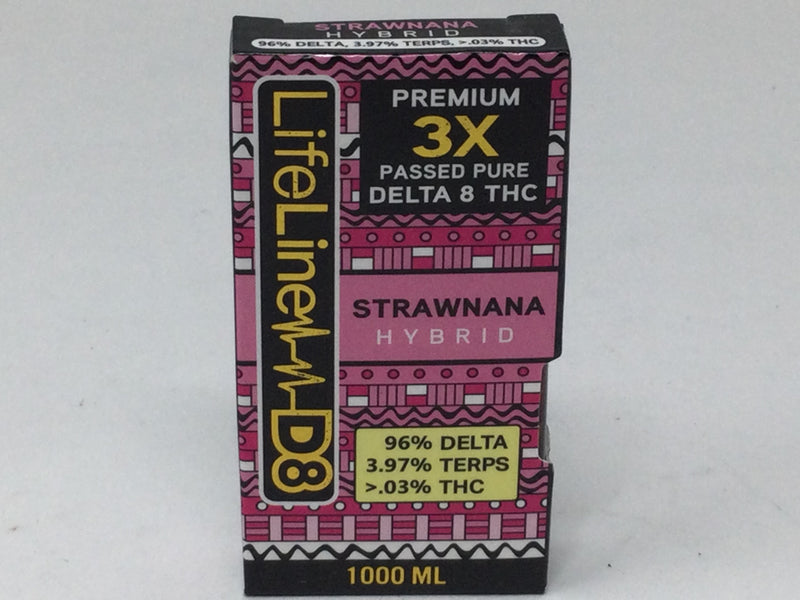 STRAWNANA
HYBRID
96% DELTA, 3.97% TERPS, >.03% THC
LifeLine D8
PREMIUM
3X
PASSED PURE
DELTA 8 THC
STRAWNANA
HYBRID
96% DELTA
3.97% TERPS
>.03% THC
1000 ML